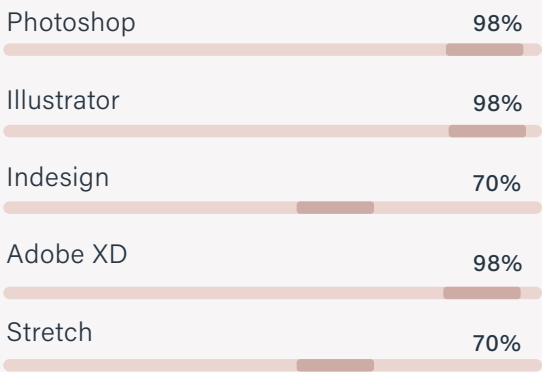 Photoshop 98%
Illustrator 98%
Indesign 70%
Adobe XD 98%
Stretch 70%